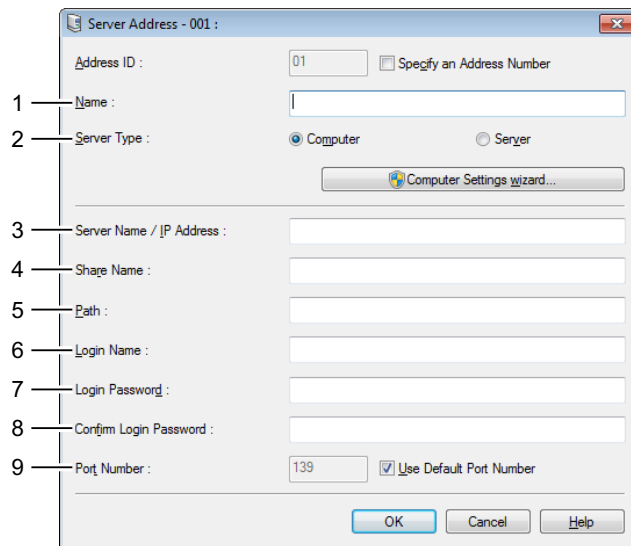 Server Address - 001 :
Address ID : 01 Specify an Address Number
1 Name :
2 Server Type : Computer Server
Computer Settings wizard...
3 Server Name / IP Address :
4 Share Name :
5 Path :
6 Login Name :
7 Login Password :
8 Confirm Login Password :
9 Port Number : 139 Use Default Port Number
OK Cancel Help